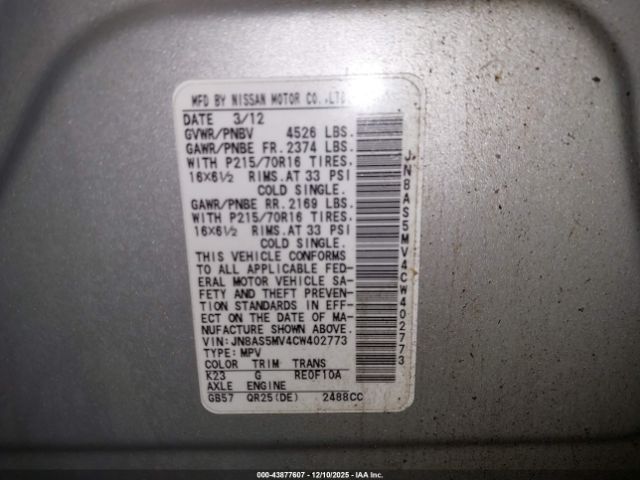 MFD BY NISSAN MOTOR CO.,LTD
DATE 3/12
GVWR/PNBV 4526 LBS.
GAWR/PNBE FR. 2374 LBS.
WITH P215/70R16 TIRES.
16X6½ RIMS. AT 33 PSI
COLD SINGLE.
GAWR/PNBE RR. 2169 LBS.
WITH P215/70R16 TIRES.
16X6½ RIMS. AT 33 PSI
COLD SINGLE.
THIS VEHICLE CONFORMS
TO ALL APPLICABLE FED-
ERAL MOTOR VEHICLE SA-
FETY AND THEFT PREVEN-
TION STANDARDS IN EFF-
ECT ON THE DATE OF MA-
NUFACTURE SHOWN ABOVE.
VIN: JN8AS5MV4CW402773
TYPE: MPV
COLOR TRIM TRANS
K23 G RE0F10A
AXLE ENGINE
GB57 QR25(DE) 2488CC
JN8AS5MV4CW402773
000-43877607 - 12/10/2025 - IAAI.COM